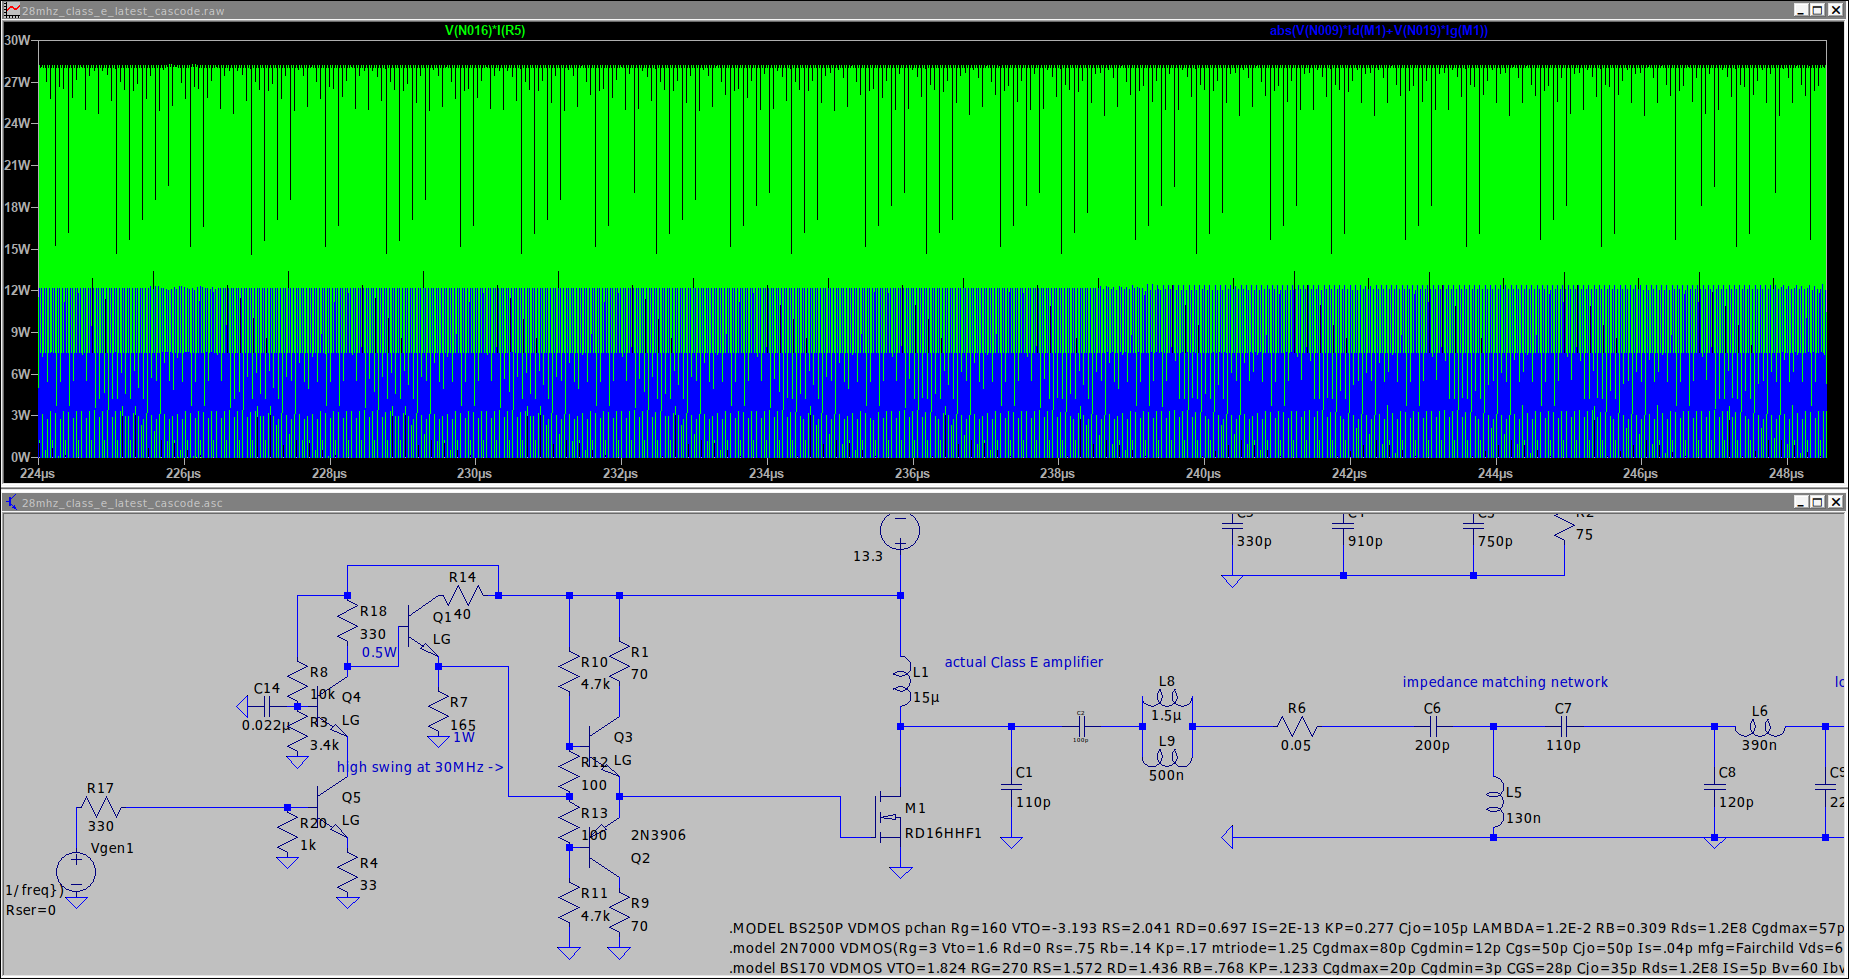 28mhz_class_e_latest_cascode.raw
V(N016)*I(R5)
abs(V(N009)*Id(M1)+V(N019)*Ig(M1))
30W
27W
24W
21W
18W
15W
12W
9W
6W
3W
0W
224µs 226µs 228µs 230µs 232µs 234µs 236µs 238µs 240µs 242µs 244µs 246µs 248µs
28mhz_class_e_latest_cascode.asc
330p
910p
750p
75
13.3
R14
40
R18
330
0.5W
Q1
LG
R8
10k
Q4
LG
C14
0.022µ
R3
3.4k
R7
165
1W
high swing at 30MHz ->
R10
4.7k
R1
70
Q3
LG
R12
100
R13
100
2N3906
Q2
R11
4.7k
R9
70
R17
330
Vgen1
R20
1k
Q5
LG
R4
33
1/freq})
Rser=0
L1
15µ
actual Class E amplifier
C1
110p
C2
100p
L8
1.5µ
L9
500n
M1
RD16HHF1
R6
0.05
impedance matching network
C6
200p
C7
110p
L5
130n
L6
390n
C8
120p
C9
22
.MODEL BS250P VDMOS pchan Rg=160 VTO=-3.193 RS=2.041 RD=0.697 IS=2E-13 KP=0.277 Cjo=105p LAMBDA=1.2E-2 RB=0.309 Rds=1.2E8 Cgdmax=57p
.model 2N7000 VDMOS(Rg=3 Vto=1.6 Rd=0 Rs=.75 Rb=.14 Kp=.17 mtriode=1.25 Cgdmax=80p Cgdmin=12p Cgs=50p Cjo=50p Is=.04p mfg=Fairchild Vds=6
.model BS170 VDMOS VTO=1.824 RG=270 RS=1.572 RD=1.436 RB=.768 KP=.1233 Cgdmax=20p Cgdmin=3p CGS=28p Cjo=35p Rds=1.2E8 IS=5p Bv=60 Ibv